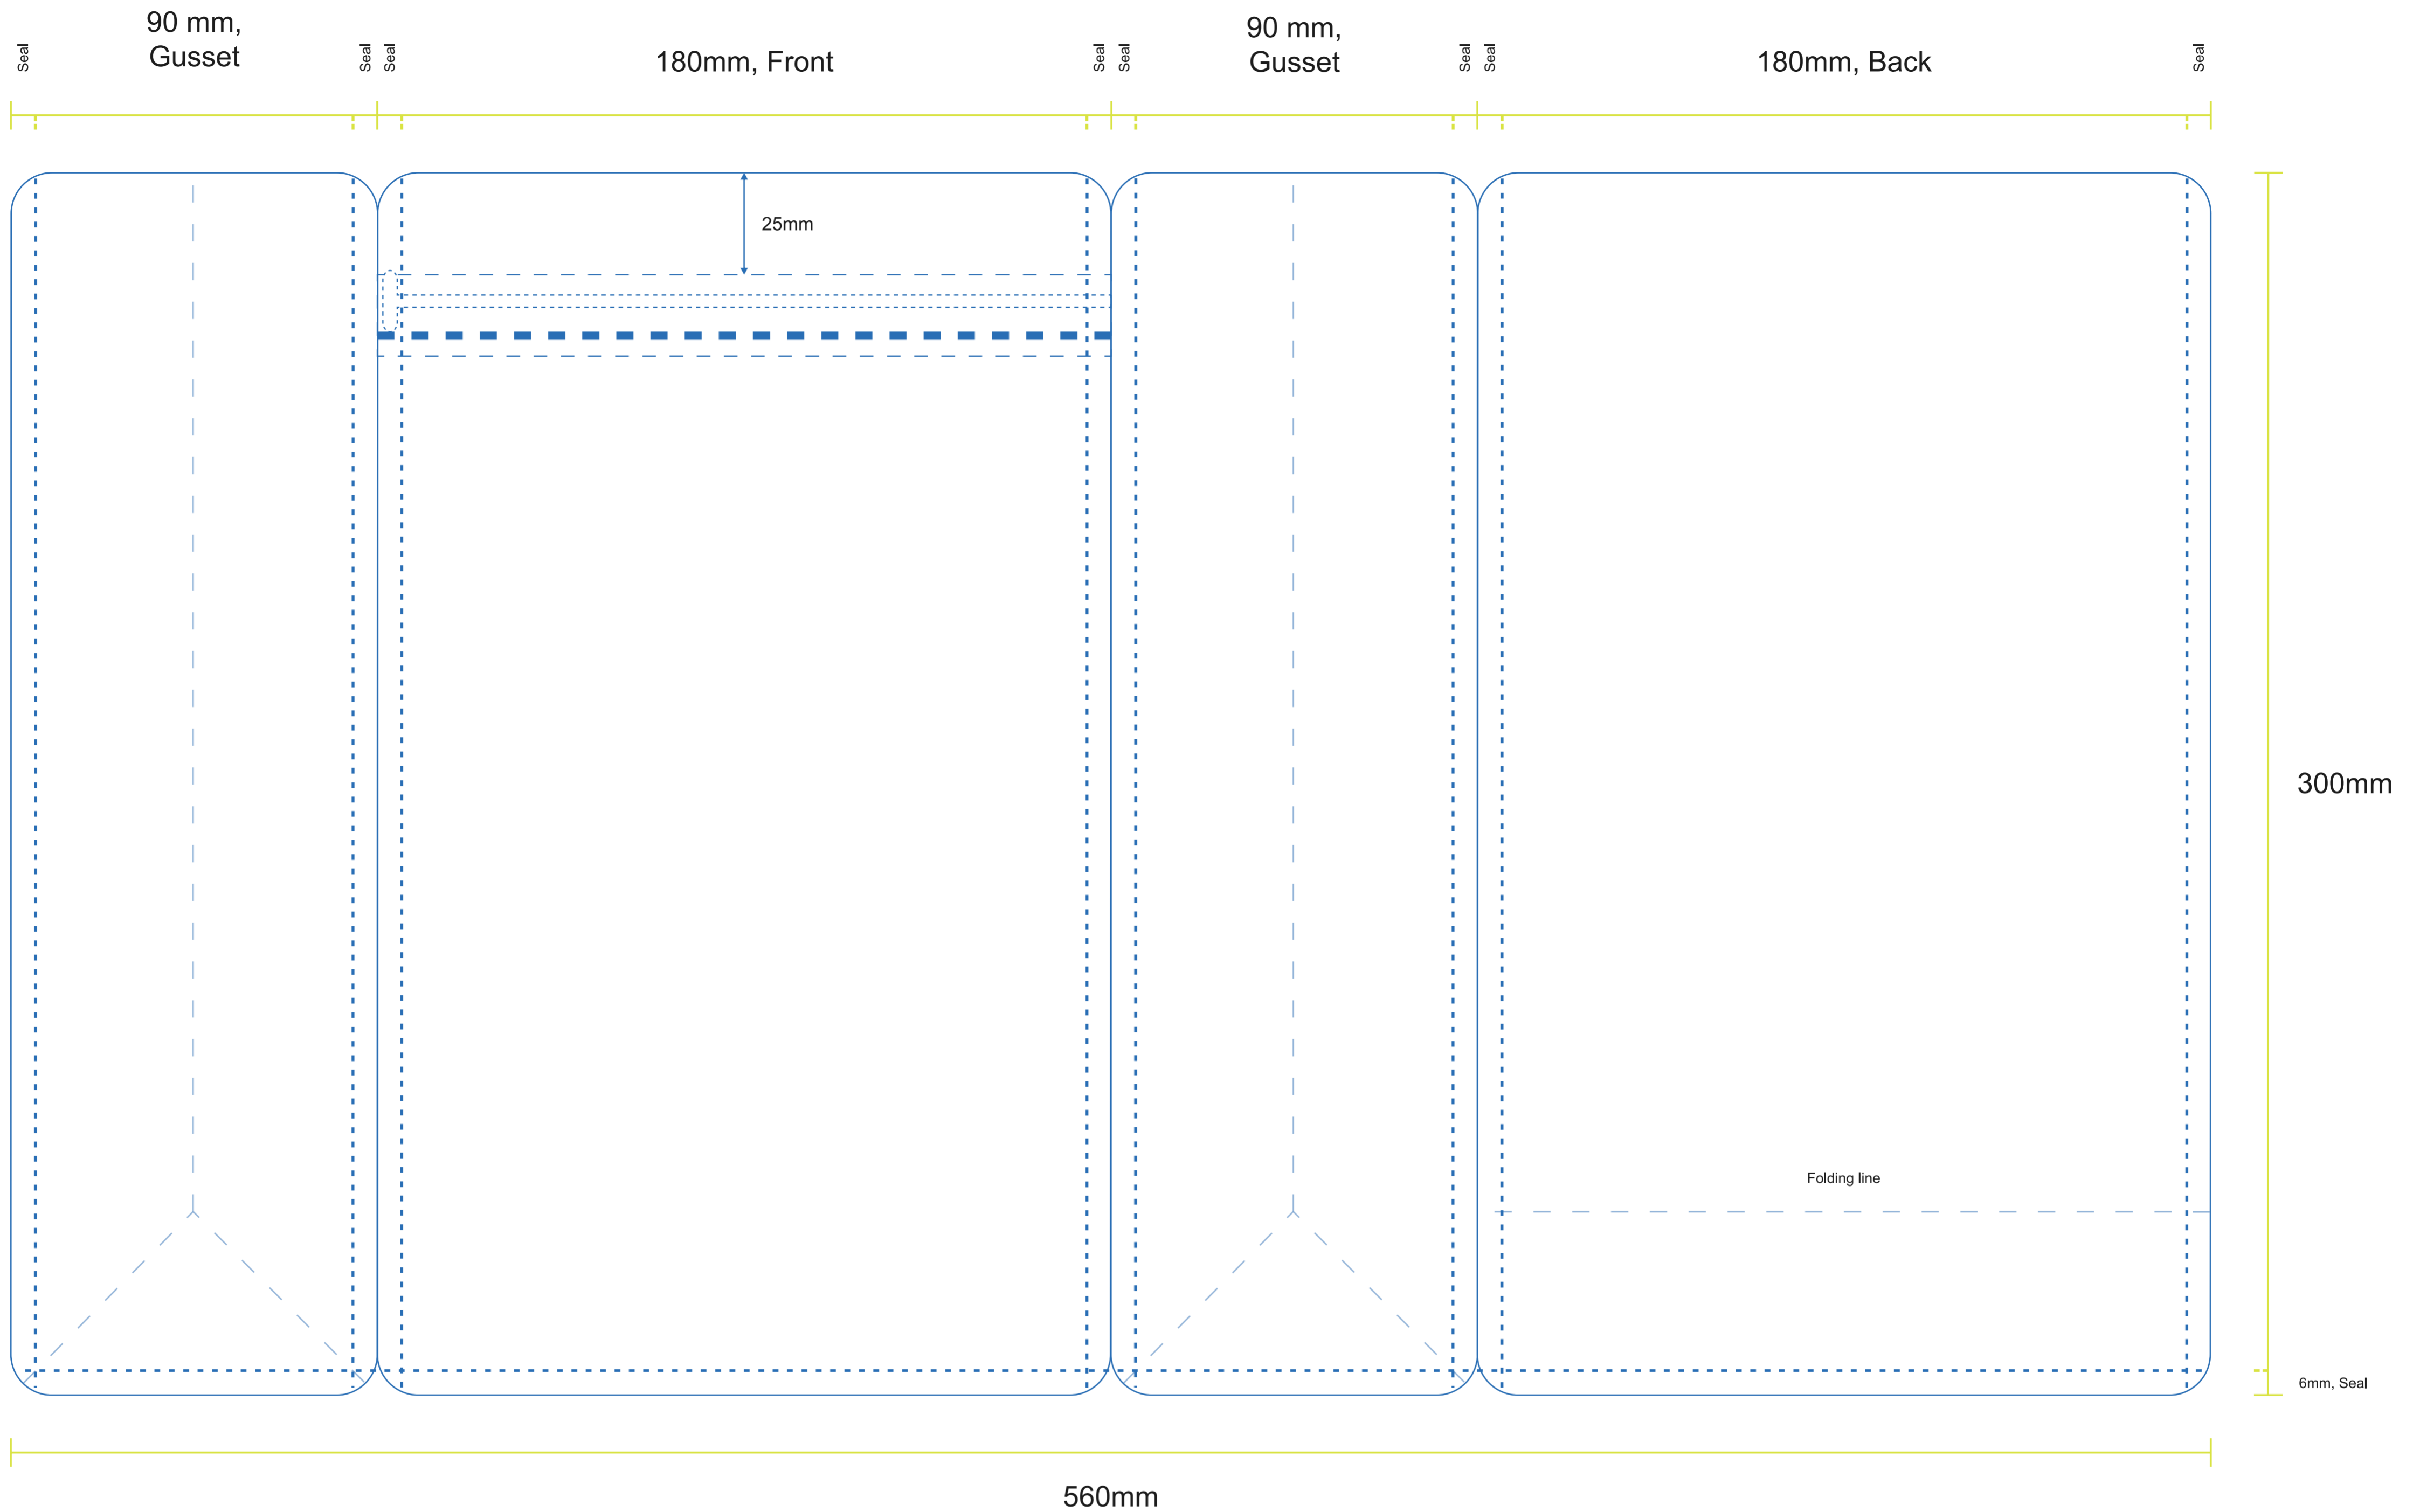 90 mm,
Gusset
180mm, Front
90 mm,
Gusset
180mm, Back
Seal
Seal
Seal
Seal
Seal
Seal
Seal
Seal
25mm
300mm
Folding line
6mm, Seal
560mm